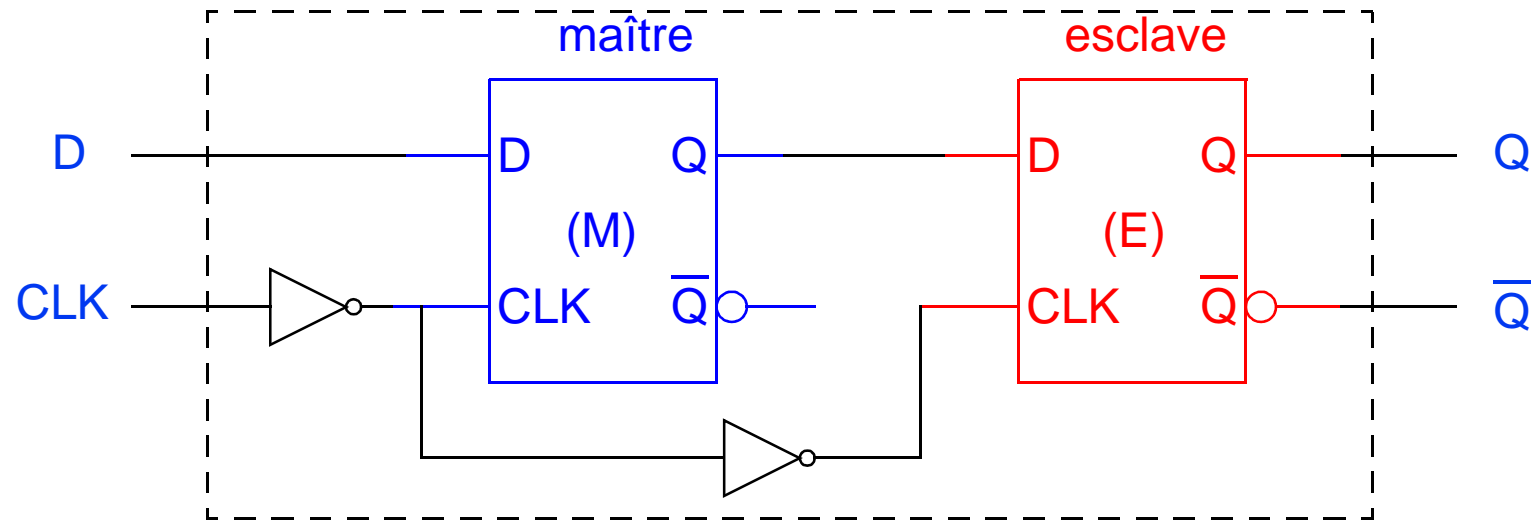 maître esclave
D D Q D Q Q
(M) (E)
CLK CLK Q̅ CLK Q̅ Q̅